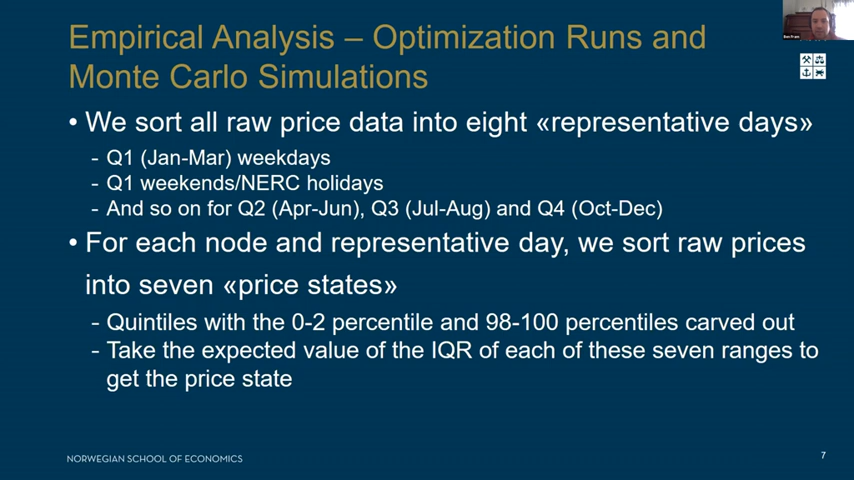 Empirical Analysis – Optimization Runs and
Monte Carlo Simulations
• We sort all raw price data into eight «representative days»
- Q1 (Jan-Mar) weekdays
- Q1 weekends/NERC holidays
- And so on for Q2 (Apr-Jun), Q3 (Jul-Aug) and Q4 (Oct-Dec)
• For each node and representative day, we sort raw prices
into seven «price states»
- Quintiles with the 0-2 percentile and 98-100 percentiles carved out
- Take the expected value of the IQR of each of these seven ranges to
get the price state
NORWEGIAN SCHOOL OF ECONOMICS
7